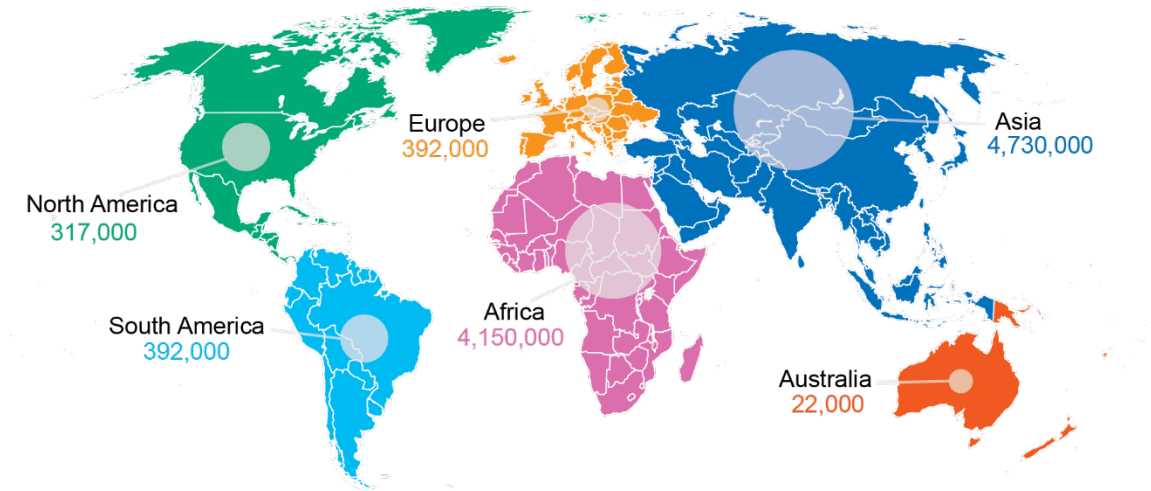 North America
317,000
South America
392,000
Europe
392,000
Africa
4,150,000
Asia
4,730,000
Australia
22,000